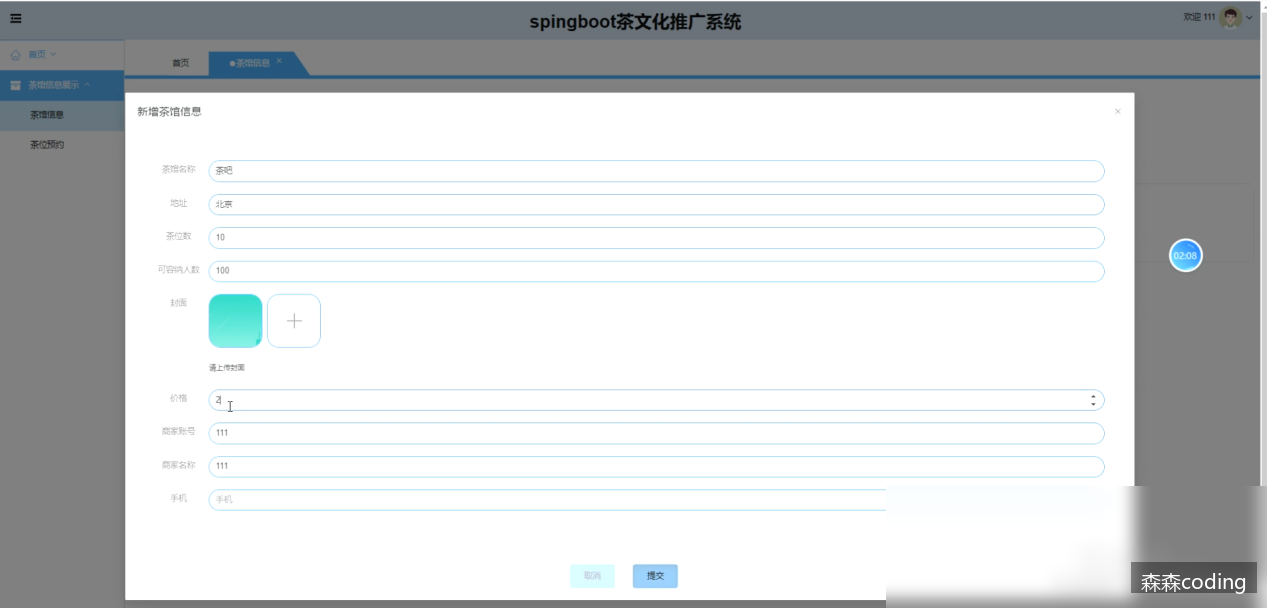 spingboot茶文化推广系统
欢迎 111
首页
茶馆信息展示
茶馆信息
茶位预约
首页
茶馆信息
新增茶馆信息
茶馆名称 茶吧
地址 北京
茶位数 10
可容纳人数 100
封面
请上传封面
价格 2
商家账号 111
商家名称 111
手机 手机
取消 提交
02:08
森森coding